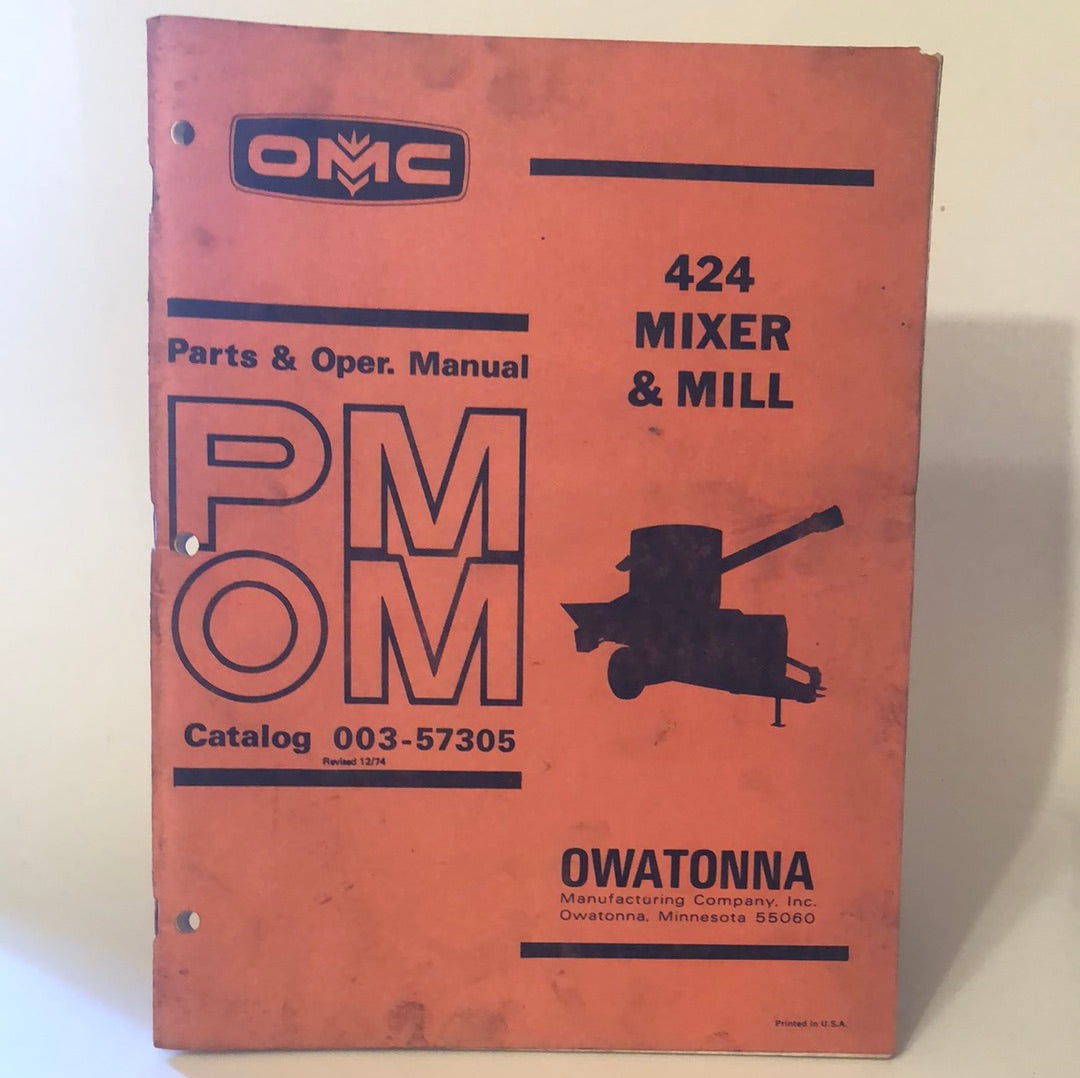 OMC
424
MIXER
& MILL
Parts & Oper. Manual
PM
OM
Catalog 003-57305
Revised 12/74
OWATONNA
Manufacturing Company, Inc.
Owatonna, Minnesota 55060
Printed in U.S.A.